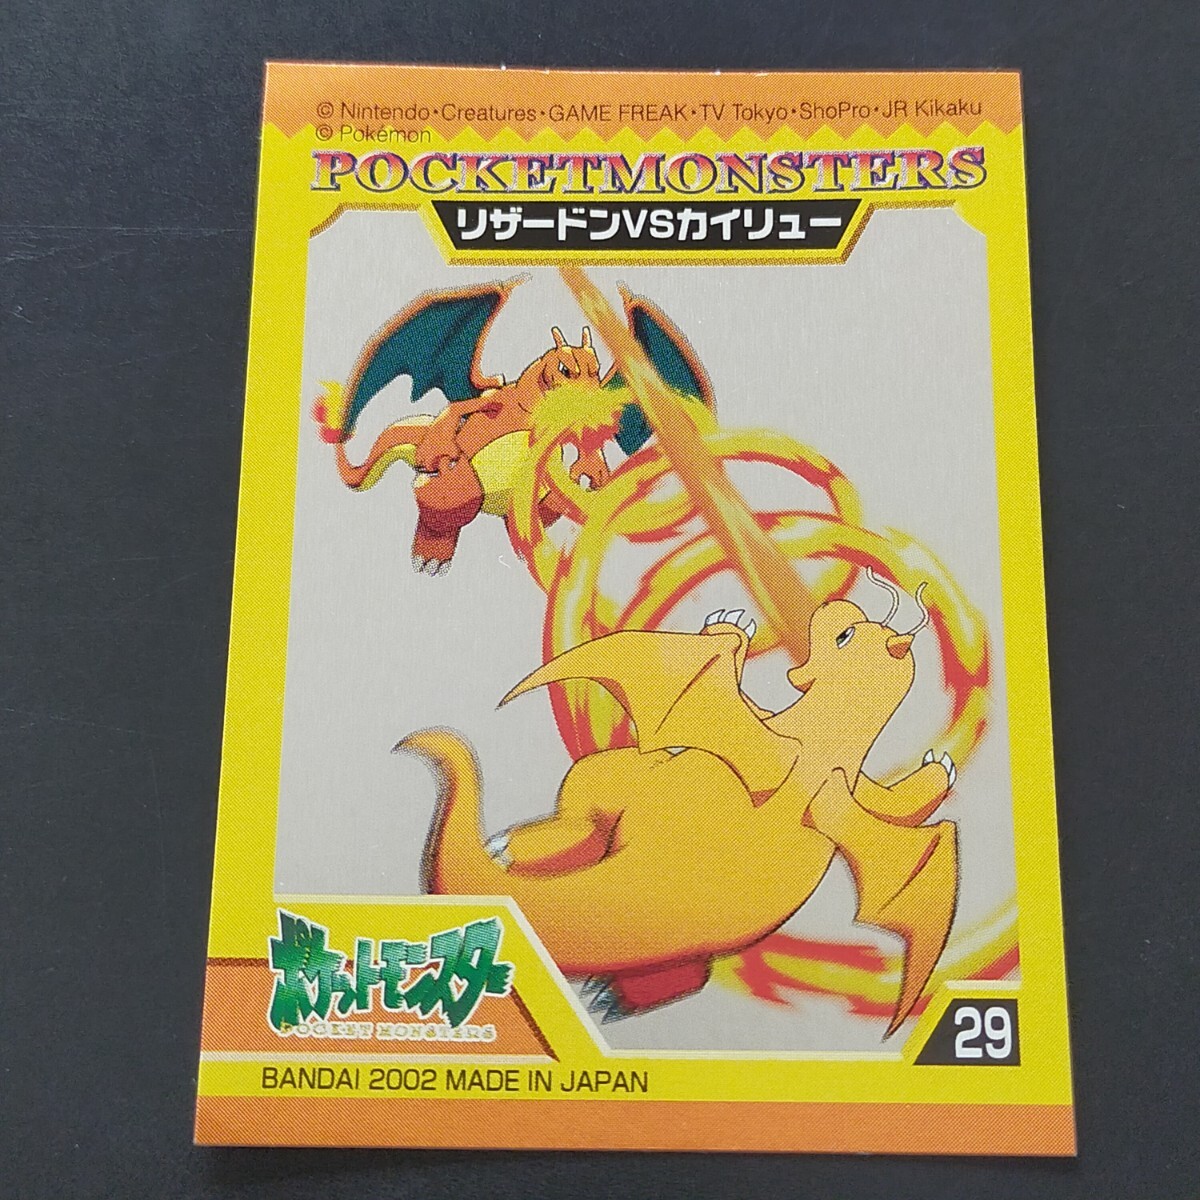 © Nintendo・Creatures・GAME FREAK・TV Tokyo・ShoPro・JR Kikaku
© Pokémon
POCKETMONSTERS
リザードンVSカイリュー
ポケットモンスター
POCKET MONSTERS
29
BANDAI 2002 MADE IN JAPAN